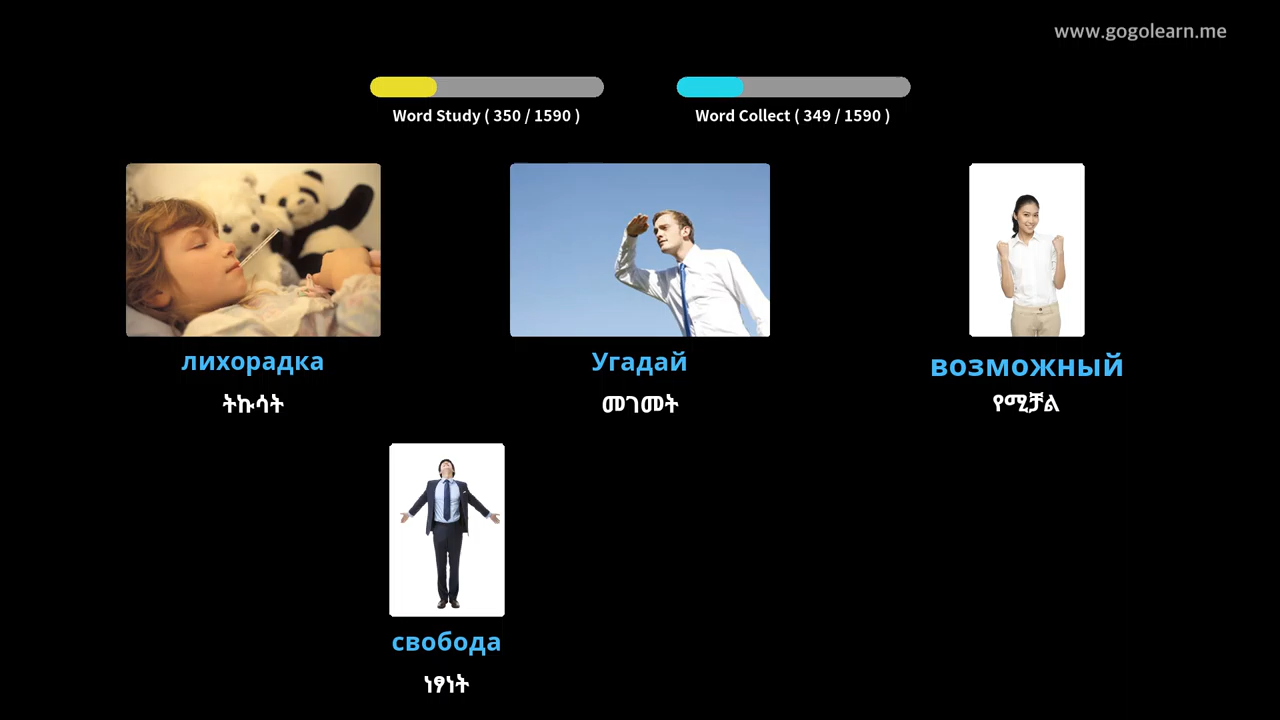 www.gogolearn.me
Word Study ( 350 / 1590 )
Word Collect ( 349 / 1590 )
лихорадка
Угадай
возможный
ትኩሳት
መገመት
የሚቻል
свобода
ነፃነት